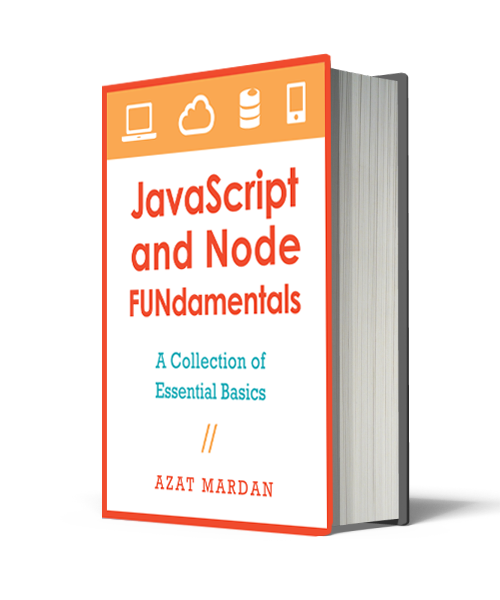 JavaScript
and Node
FUNdamentals
A Collection of
Essential Basics
//
AZAT MARDAN